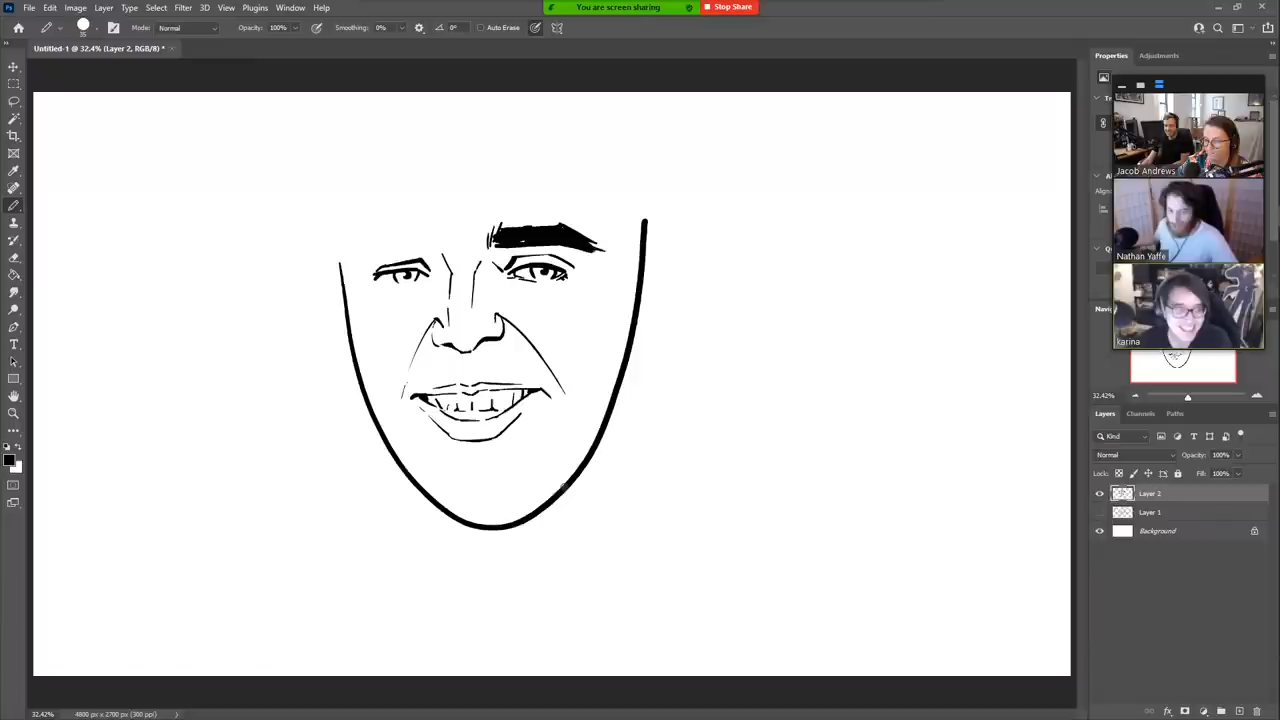 File Edit Image Layer Type Select Filter 3D View Plugins Window Help
You are screen sharing Stop Share
Mode: Normal Opacity: 100% Smoothing: 0% 0° Auto Erase
Untitled-1 @ 32.4% (Layer 2, RGB/8) *
Properties Adjustments
Jacob Andrews
Nathan Yaffe
karina
32.42%
Layers Channels Paths
Kind
Normal Opacity: 100%
Lock: Fill: 100%
Layer 2
Layer 1
Background
32.42% 4800 px x 2700 px (300 ppi)